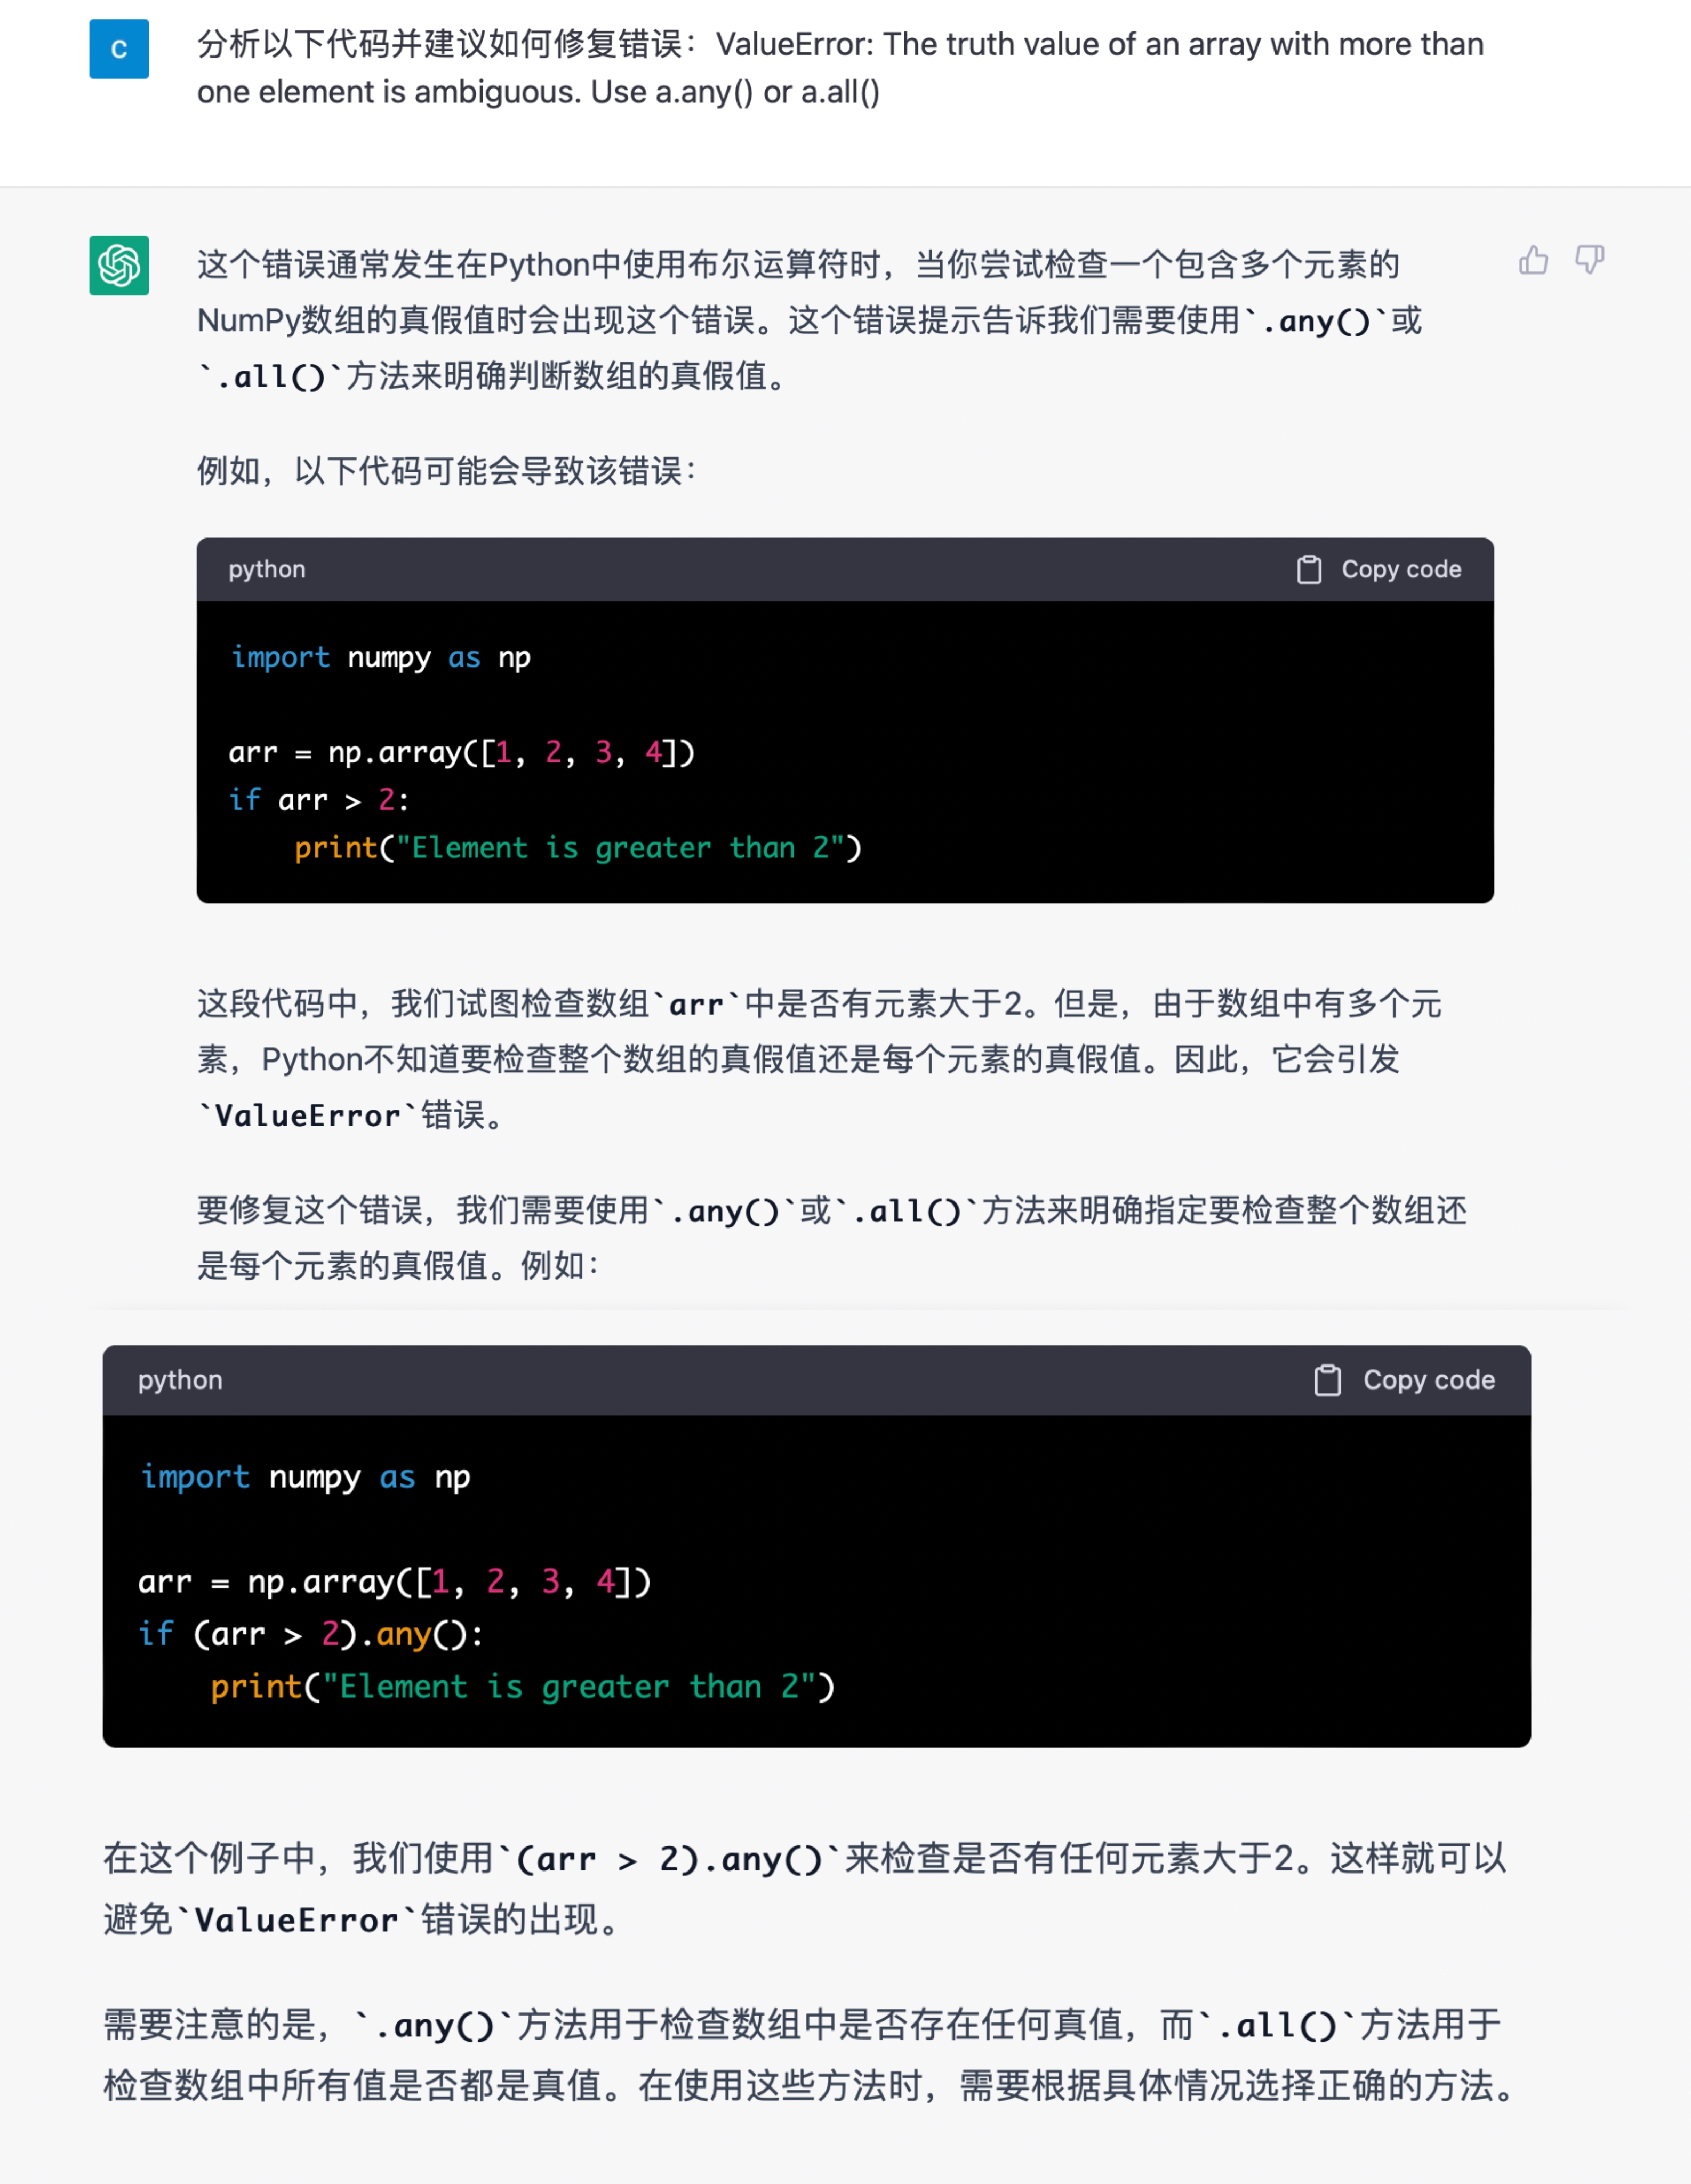 C
分析以下代码并建议如何修复错误：ValueError: The truth value of an array with more than
one element is ambiguous. Use a.any() or a.all()
这个错误通常发生在Python中使用布尔运算符时，当你尝试检查一个包含多个元素的
NumPy数组的真假值时会出现这个错误。这个错误提示告诉我们需要使用`.any()`或
`.all()`方法来明确判断数组的真假值。
例如，以下代码可能会导致该错误：
python
Copy code
import numpy as np
arr = np.array([1, 2, 3, 4])
if arr > 2:
    print("Element is greater than 2")
这段代码中，我们试图检查数组`arr`中是否有元素大于2。但是，由于数组中有多个元
素，Python不知道要检查整个数组的真假值还是每个元素的真假值。因此，它会引发
`ValueError`错误。
要修复这个错误，我们需要使用`.any()`或`.all()`方法来明确指定要检查整个数组还
是每个元素的真假值。例如：
python
Copy code
import numpy as np
arr = np.array([1, 2, 3, 4])
if (arr > 2).any():
    print("Element is greater than 2")
在这个例子中，我们使用`(arr > 2).any()`来检查是否有任何元素大于2。这样就可以
避免`ValueError`错误的出现。
需要注意的是，`.any()`方法用于检查数组中是否存在任何真值，而`.all()`方法用于
检查数组中所有值是否都是真值。在使用这些方法时，需要根据具体情况选择正确的方法。